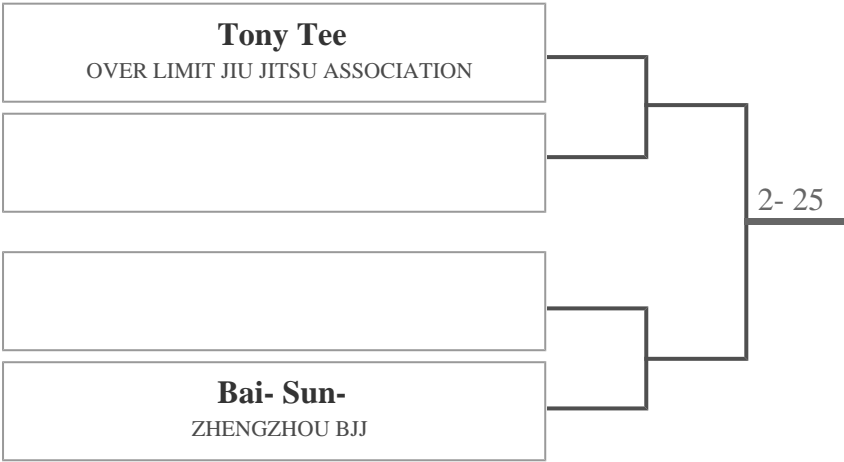 Tony Tee
OVER LIMIT JIU JITSU ASSOCIATION
2- 25
Bai- Sun-
ZHENGZHOU BJJ